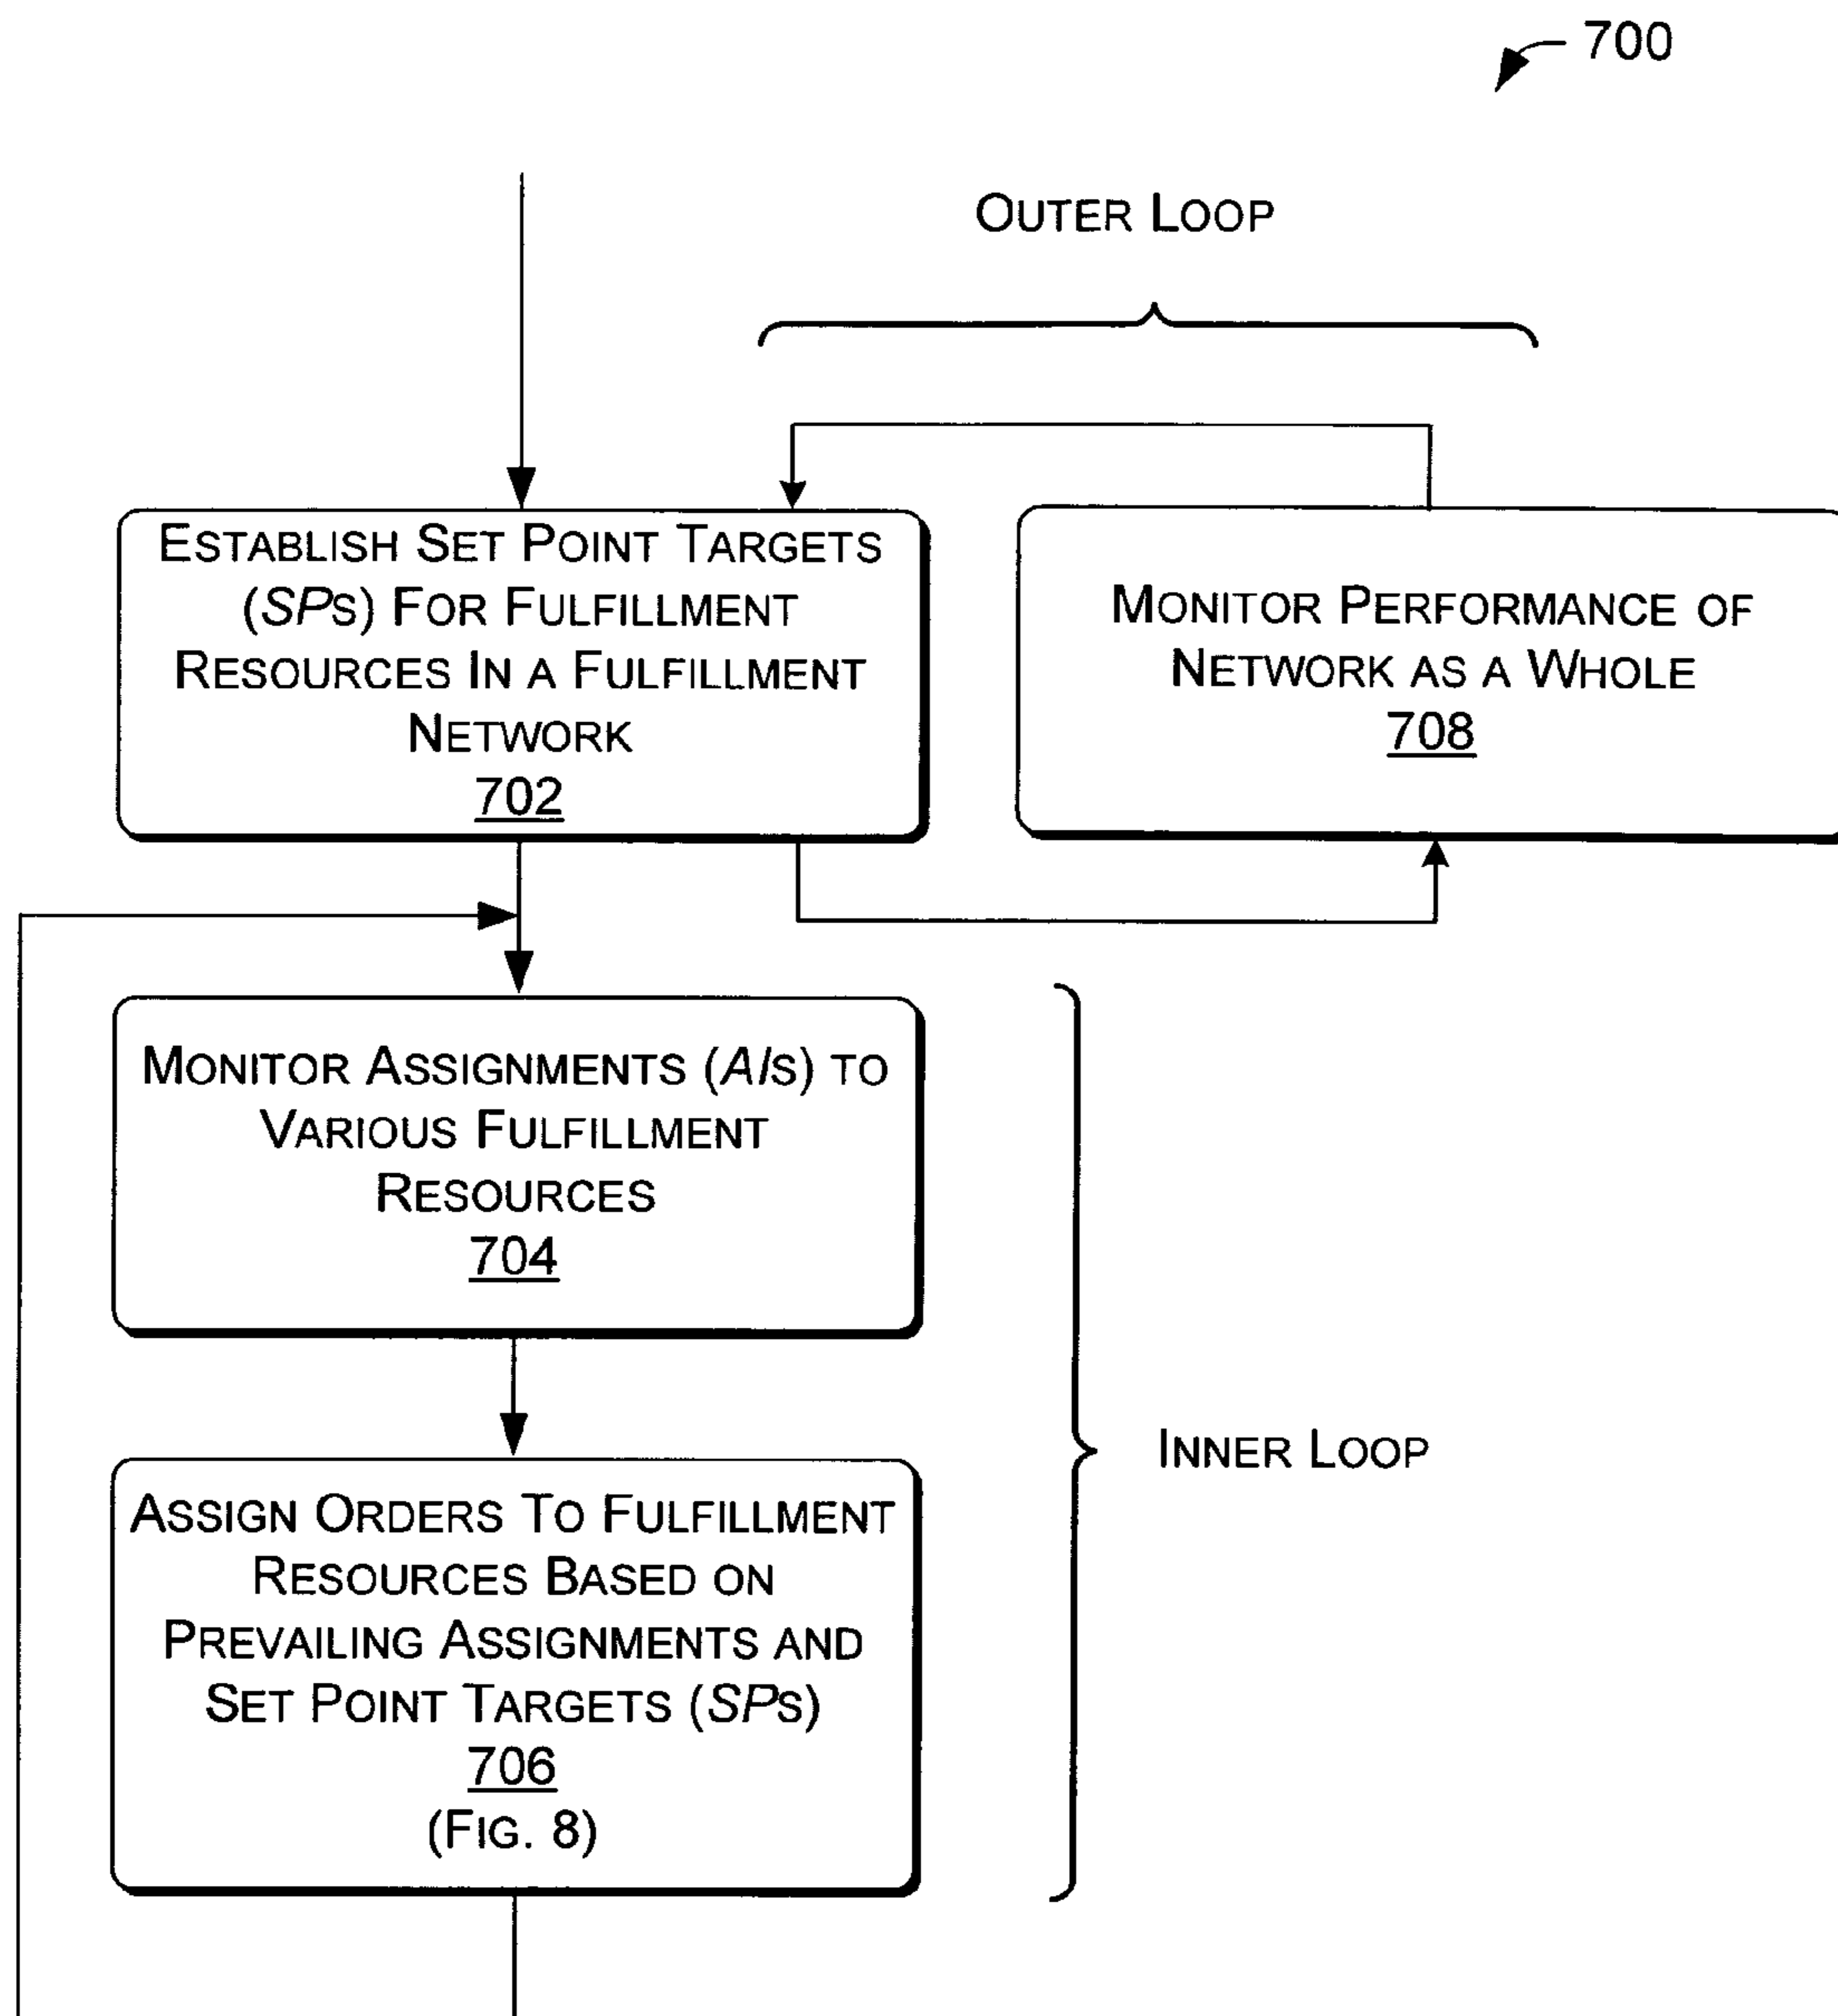 700
OUTER LOOP
ESTABLISH SET POINT TARGETS
(SPS) FOR FULFILLMENT
RESOURCES IN A FULFILLMENT
NETWORK
702
MONITOR PERFORMANCE OF
NETWORK AS A WHOLE
708
MONITOR ASSIGNMENTS (AIS) TO
VARIOUS FULFILLMENT
RESOURCES
704
INNER LOOP
ASSIGN ORDERS TO FULFILLMENT
RESOURCES BASED ON
PREVAILING ASSIGNMENTS AND
SET POINT TARGETS (SPS)
706
(FIG. 8)